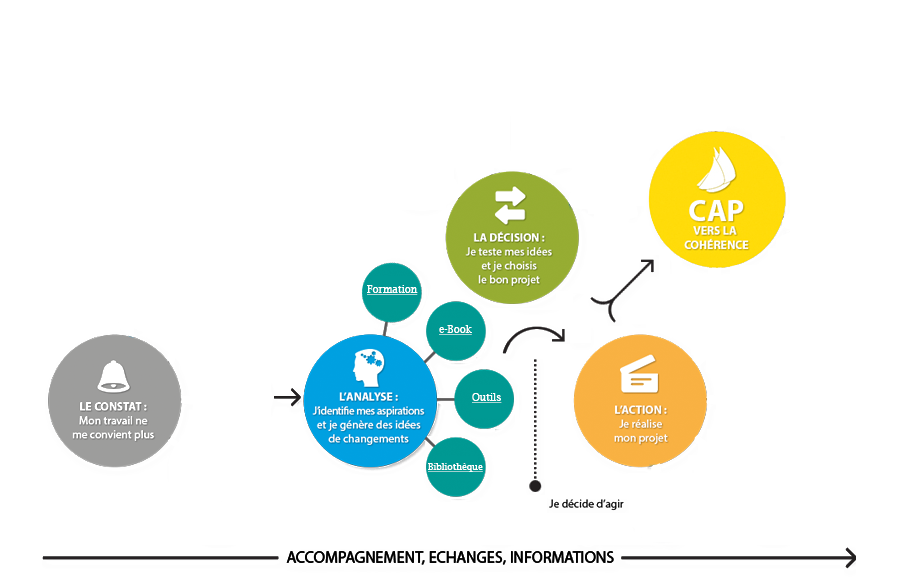 CAP
VERS LA
COHÉRENCE
LA DÉCISION :
Je teste mes idées
et je choisis
le bon projet
Formation
e-Book
Outils
Bibliothèque
LE CONSTAT :
Mon travail ne
me convient plus
L'ANALYSE :
J'identifie mes aspirations
et je génère des idées
de changements
L'ACTION :
Je réalise
mon projet
Je décide d'agir
ACCOMPAGNEMENT, ECHANGES, INFORMATIONS